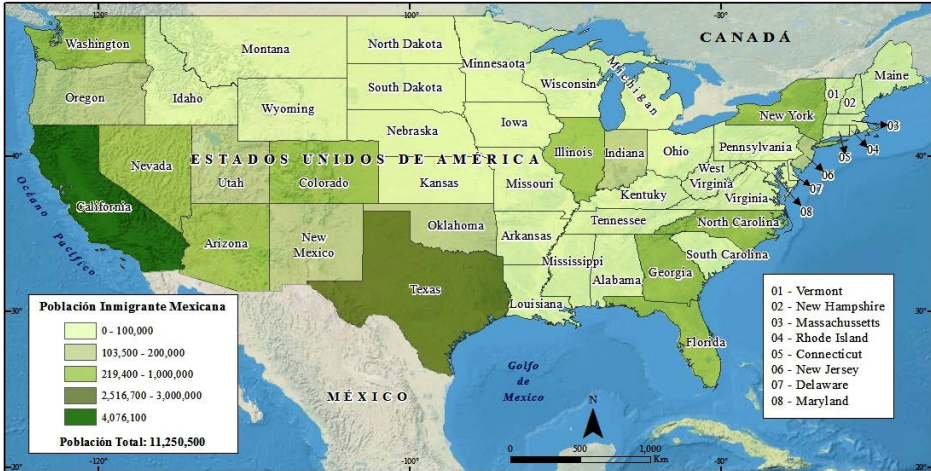 -120°
-100°
-80°
CANADÁ
Washington
Montana
North Dakota
Minnesaota
Michigan
Maine
01
02
Oregon
Idaho
Wyoming
South Dakota
Wisconsin
New York
03
04
05
06
07
08
Nebraska
Iowa
Pennsylvania
40°
40°
ESTADOS UNIDOS DE AMÉRICA
Nevada
Utah
Colorado
Kansas
Missouri
Illinois
Indiana
Ohio
West
Virginia
Virginia
Kentucky
California
Océano
Pacífico
Arizona
New
Mexico
Oklahoma
Arkansas
Tennessee
North Carolina
South Carolina
Texas
Mississippi
Alabama
Georgia
Louisiana
Florida
30°
30°
Golfo
de
Mexico
MÉXICO
Población Inmigrante Mexicana
0 - 100,000
103,500 - 200,000
219,400 - 1,000,000
2,516,700 - 3,000,000
4,076,100
Población Total: 11,250,500
01 - Vermont
02 - New Hampshire
03 - Massachussetts
04 - Rhode Island
05 - Connecticut
06 - New Jersey
07 - Delaware
08 - Maryland
N
0 500 1,000
Km
20°
20°
-120°
-100°
-80°